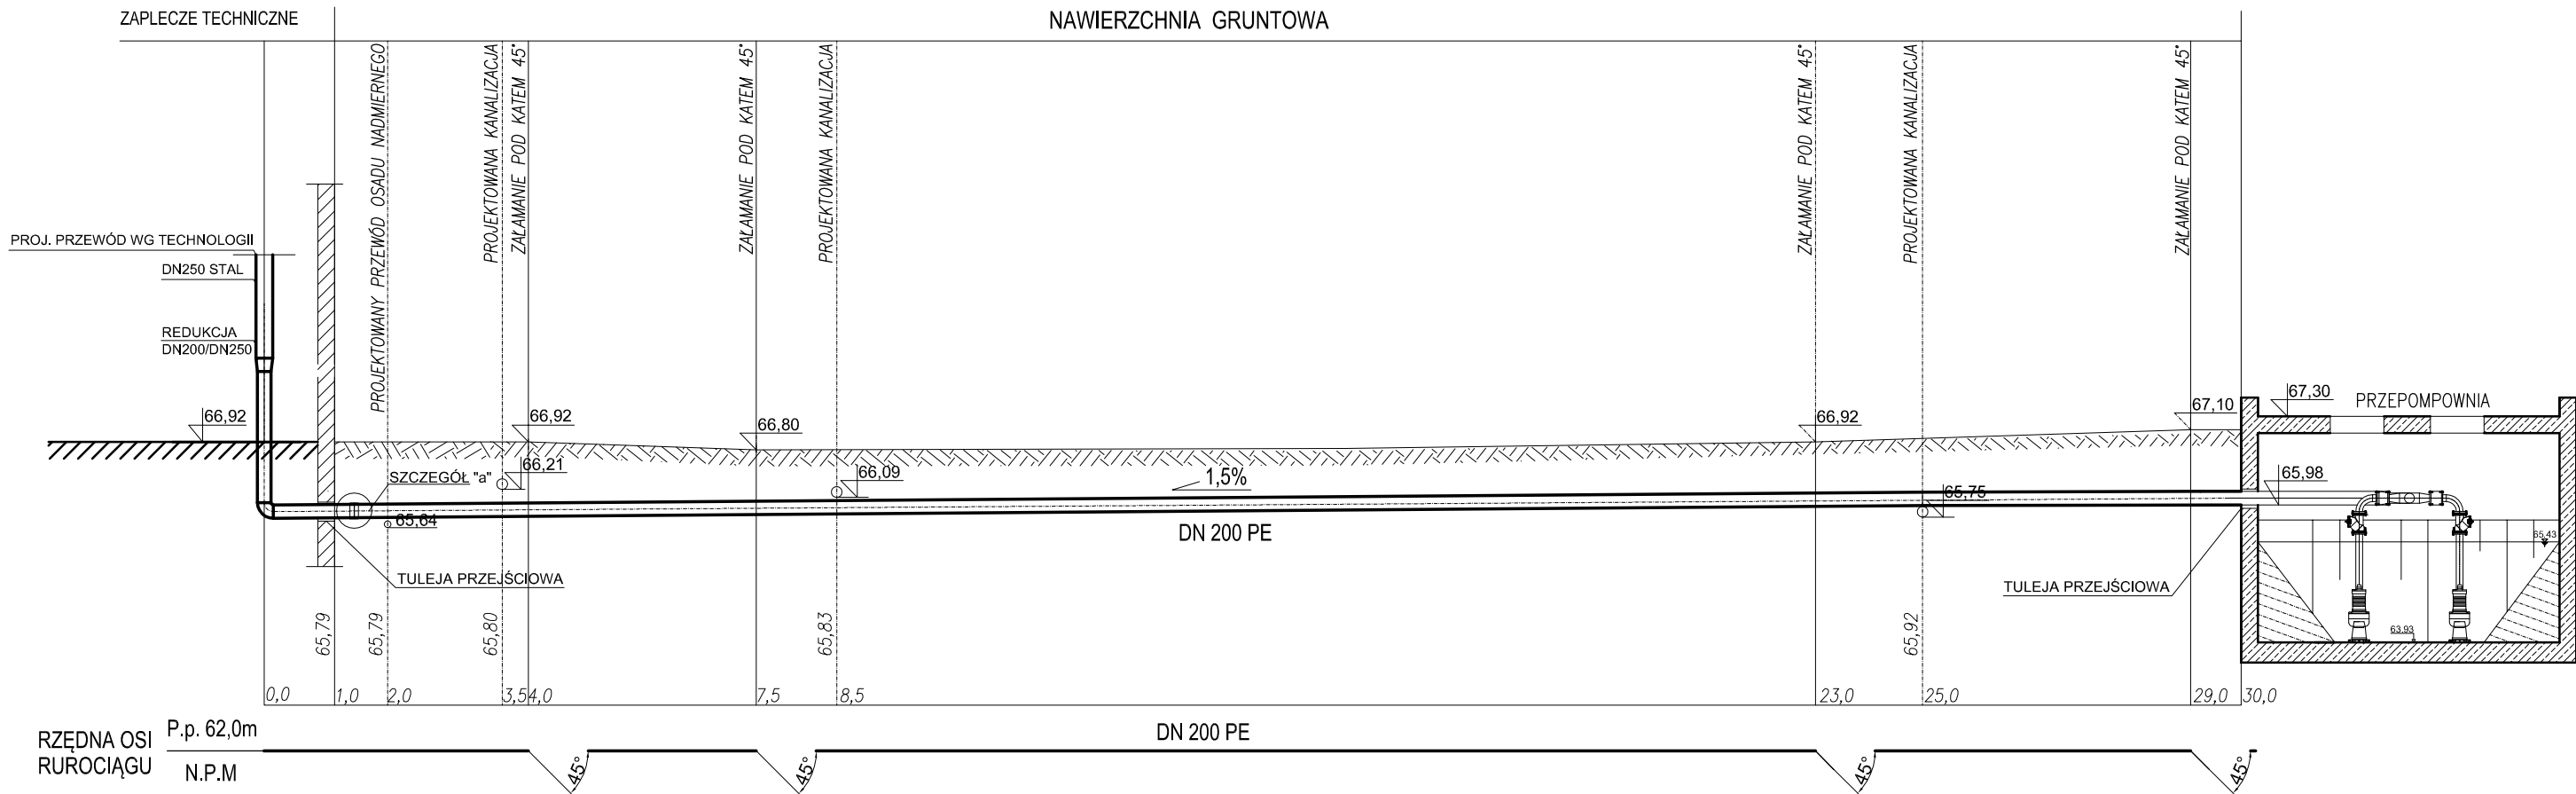 ZAPLECZE TECHNICZNE
NAWIERZCHNIA GRUNTOWA
PROJEKTOWANY PRZEWÓD OSADU NADMIERNEGO
PROJEKTOWANA KANALIZACJA
ZAŁAMANIE POD KATEM 45°
ZAŁAMANIE POD KATEM 45°
PROJEKTOWANA KANALIZACJA
ZAŁAMANIE POD KATEM 45°
PROJEKTOWANA KANALIZACJA
ZAŁAMANIE POD KATEM 45°
PROJ. PRZEWÓD WG TECHNOLOGII
DN250 STAL
REDUKCJA
DN200/DN250
66,92
66,92
66,80
66,92
67,10
67,30
PRZEPOMPOWNIA
SZCZEGÓŁ "a"
66,21
66,09
1,5%
65,98
65,64
65,75
DN 200 PE
65,43
TULEJA PRZEJŚCIOWA
TULEJA PRZEJŚCIOWA
63,93
65,79
65,79
65,80
65,83
65,92
0,0
1,0
2,0
3,5
4,0
7,5
8,5
23,0
25,0
29,0
30,0
RZĘDNA OSI
RUROCIĄGU
P.p. 62,0m
N.P.M
DN 200 PE
45°
45°
45°
45°